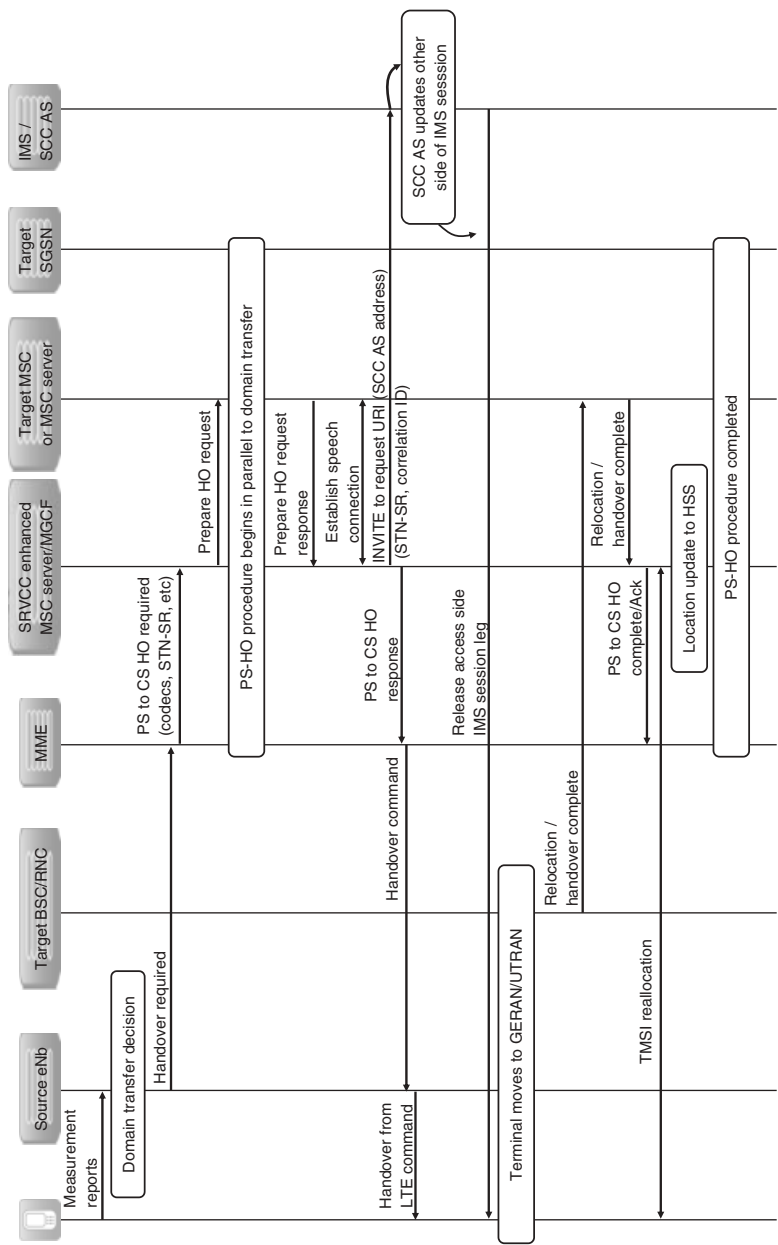 Source eNb
Target BSC/RNC
MME
SRVCC enhanced
MSC server/MGCF
Target MSC
or MSC server
Target
SGSN
IMS /
SCC AS
Measurement
reports
Domain transfer decision
Handover required
PS to CS HO required
(codecs, STN-SR, etc)
Prepare HO request
PS-HO procedure begins in parallel to domain transfer
Prepare HO request
response
Establish speech
connection
INVITE to request URI (SCC AS address)
(STN-SR, correlation ID)
SCC AS updates other
side of IMS sesssion
PS to CS HO
response
Handover command
Handover from
LTE command
Release access side
IMS session leg
Terminal moves to GERAN/UTRAN
Relocation /
handover complete
Relocation /
handover complete
PS to CS HO
complete/Ack
TMSI reallocation
Location update to HSS
PS-HO procedure completed